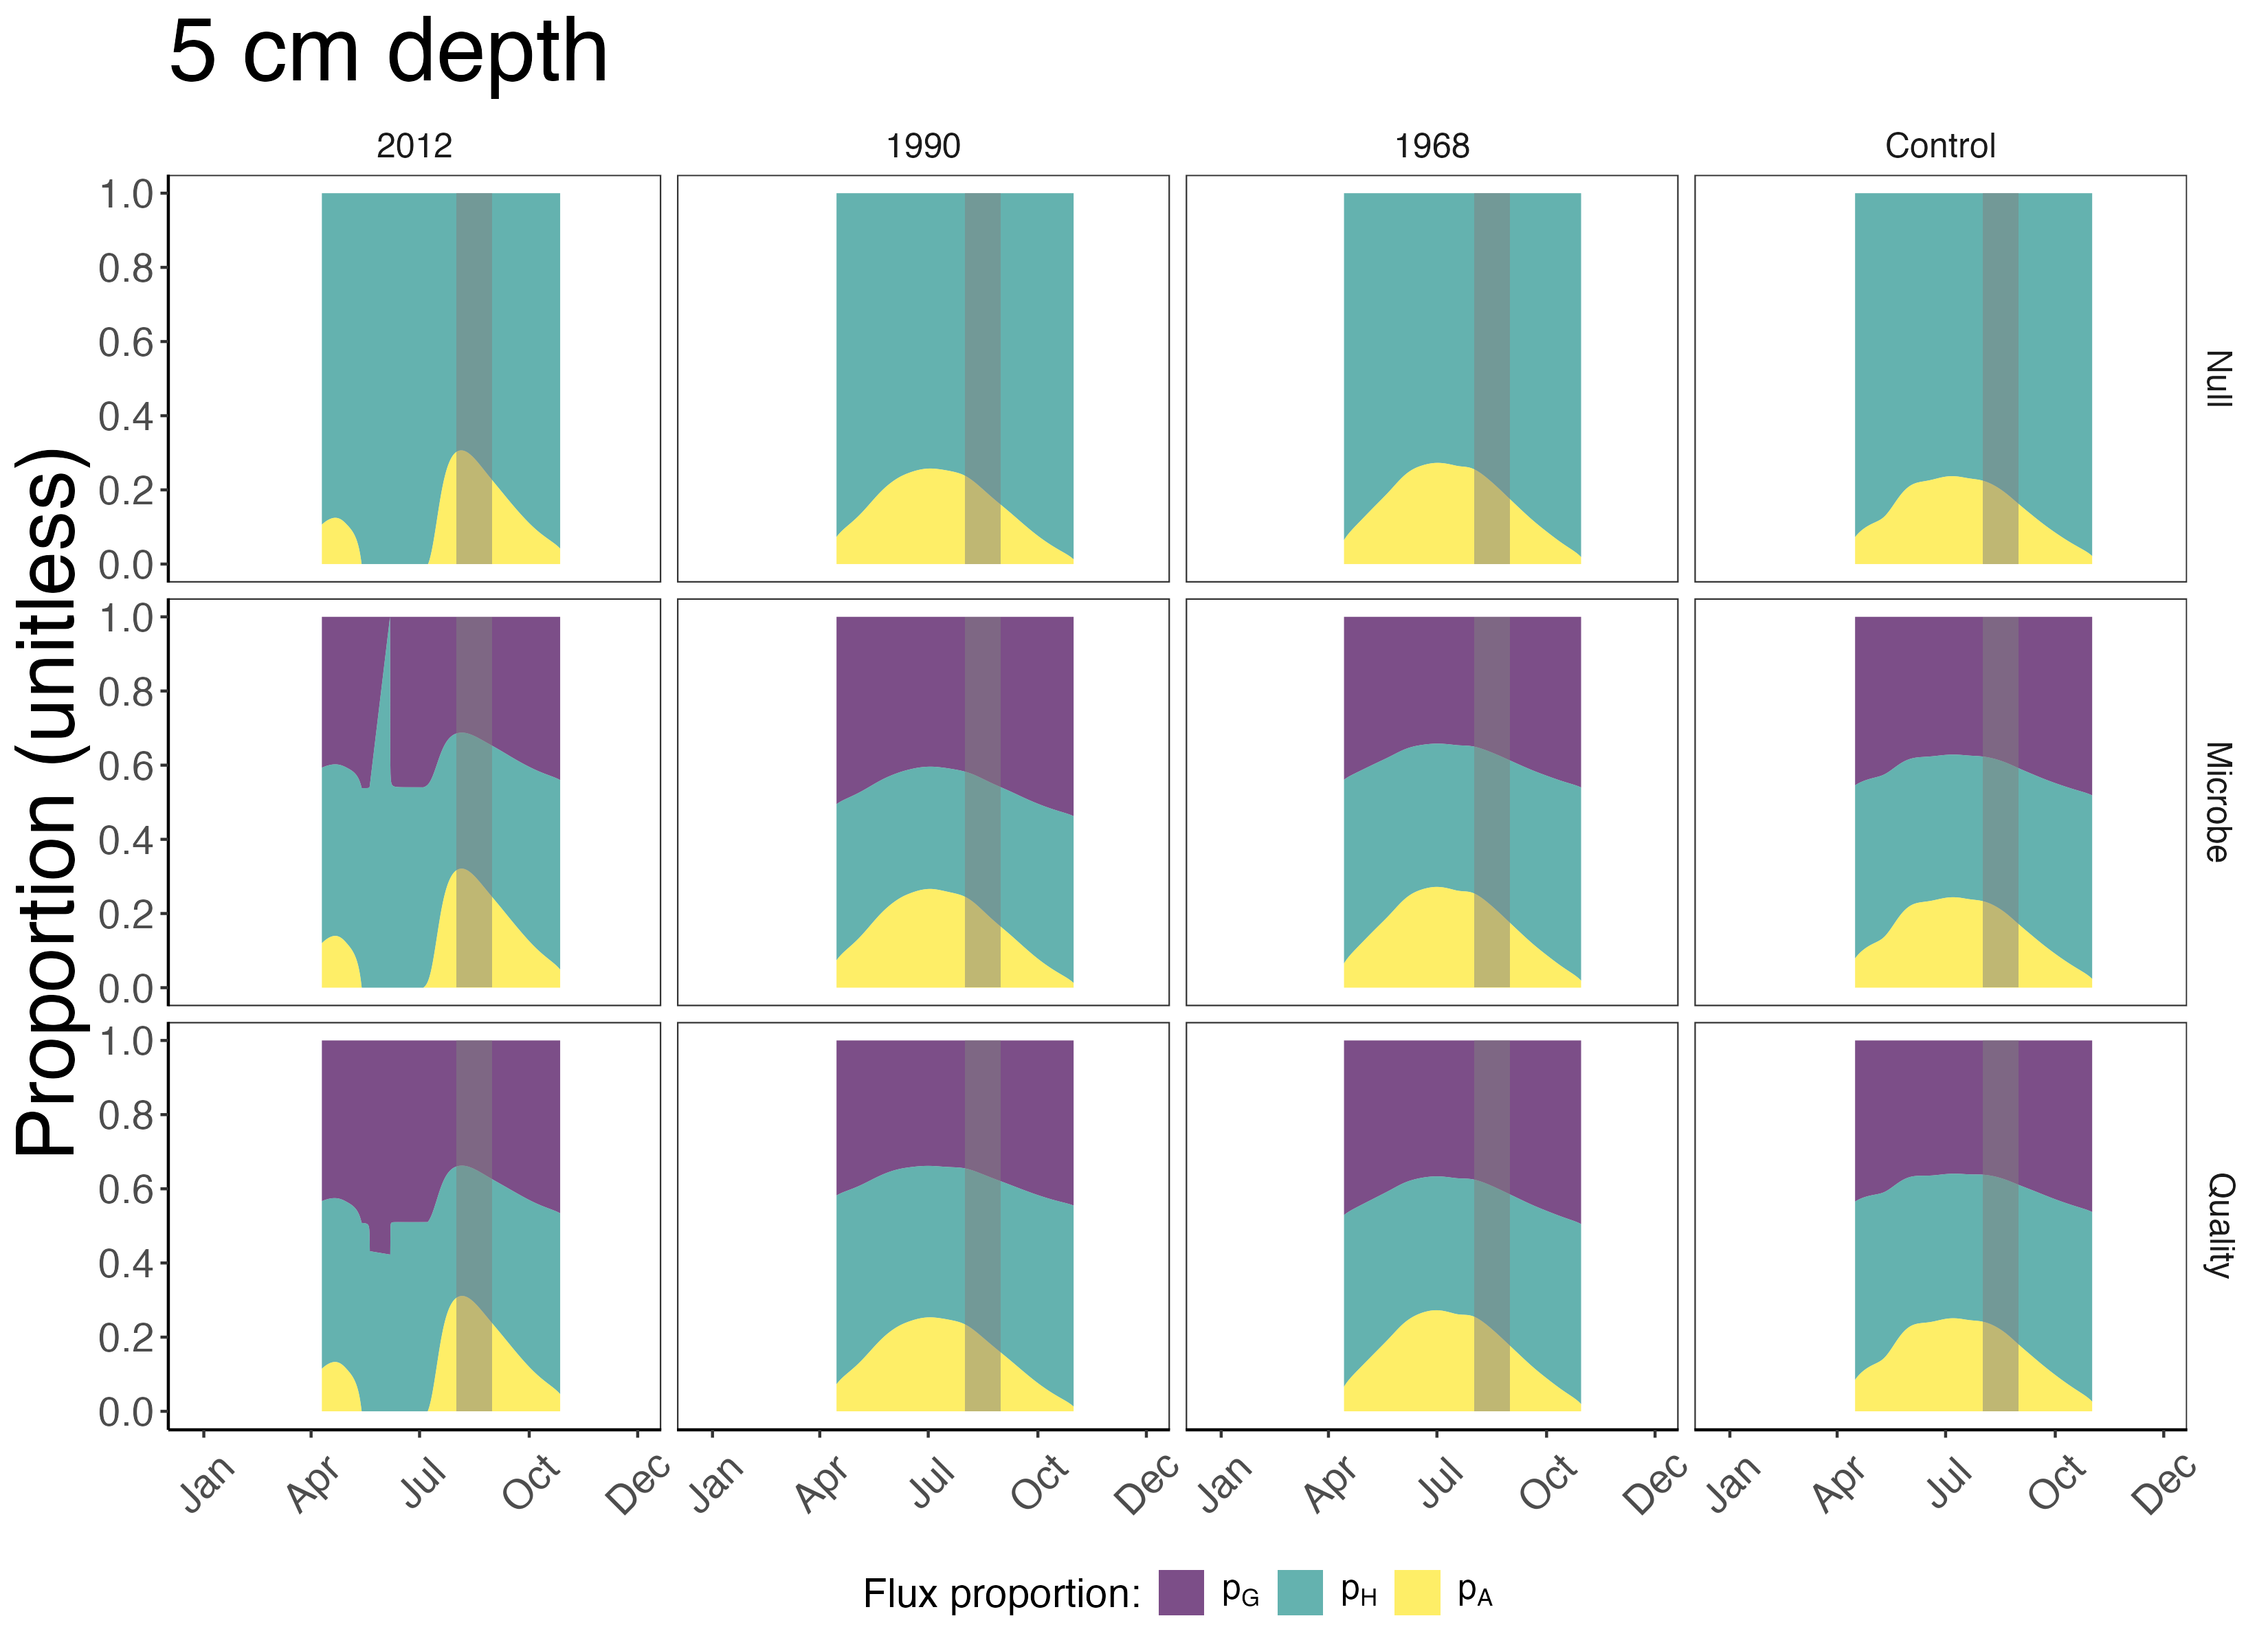 5 cm depth
2012 1990 1968 Control
Proportion (unitless)
1.0
0.8
0.6
0.4
0.2
0.0
Null
1.0
0.8
0.6
0.4
0.2
0.0
Microbe
1.0
0.8
0.6
0.4
0.2
0.0
Quality
Jan Apr Jul Oct Dec Jan Apr Jul Oct Dec Jan Apr Jul Oct Dec Jan Apr Jul Oct Dec
Flux proportion: pG pH pA